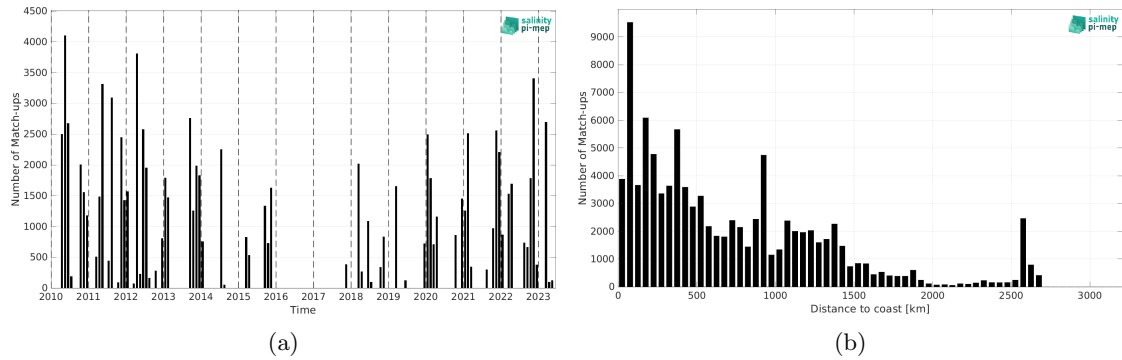 4500
4000
3500
3000
2500
2000
1500
1000
500
0
Number of Match-ups
2010 2011 2012 2013 2014 2015 2016 2017 2018 2019 2020 2021 2022 2023
Time
salinity
pi-mep
(a)
9000
8000
7000
6000
5000
4000
3000
2000
1000
0
Number of Match-ups
0 500 1000 1500 2000 2500 3000
Distance to coast [km]
salinity
pi-mep
(b)